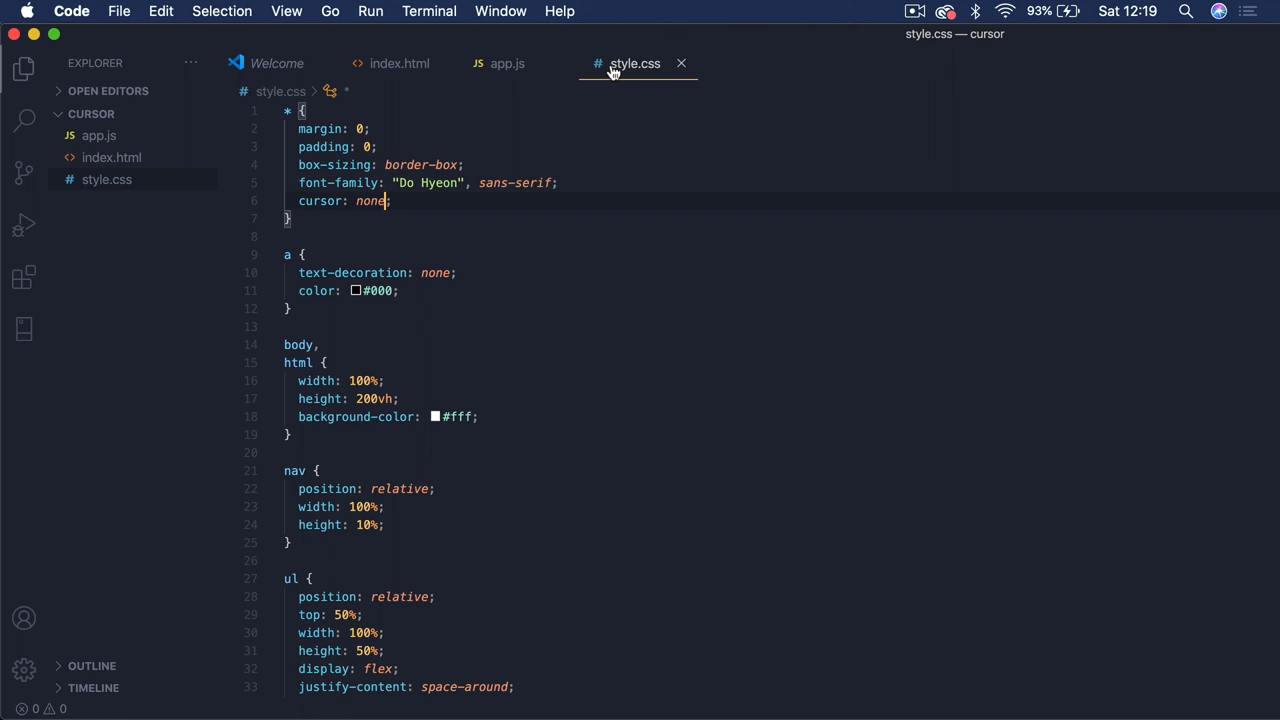 Code File Edit Selection View Go Run Terminal Window Help 93% Sat 12:19
style.css — cursor
EXPLORER ··· Welcome <> index.html JS app.js # style.css ×
> OPEN EDITORS
CURSOR
JS app.js
<> index.html
# style.css
OUTLINE
TIMELINE
0 0
# style.css > *
1 * {
2 margin: 0;
3 padding: 0;
4 box-sizing: border-box;
5 font-family: "Do Hyeon", sans-serif;
6 cursor: none;
7 }
8
9 a {
10 text-decoration: none;
11 color: #000;
12 }
13
14 body,
15 html {
16 width: 100%;
17 height: 200vh;
18 background-color: #fff;
19 }
20
21 nav {
22 position: relative;
23 width: 100%;
24 height: 10%;
25 }
26
27 ul {
28 position: relative;
29 top: 50%;
30 width: 100%;
31 height: 50%;
32 display: flex;
33 justify-content: space-around;